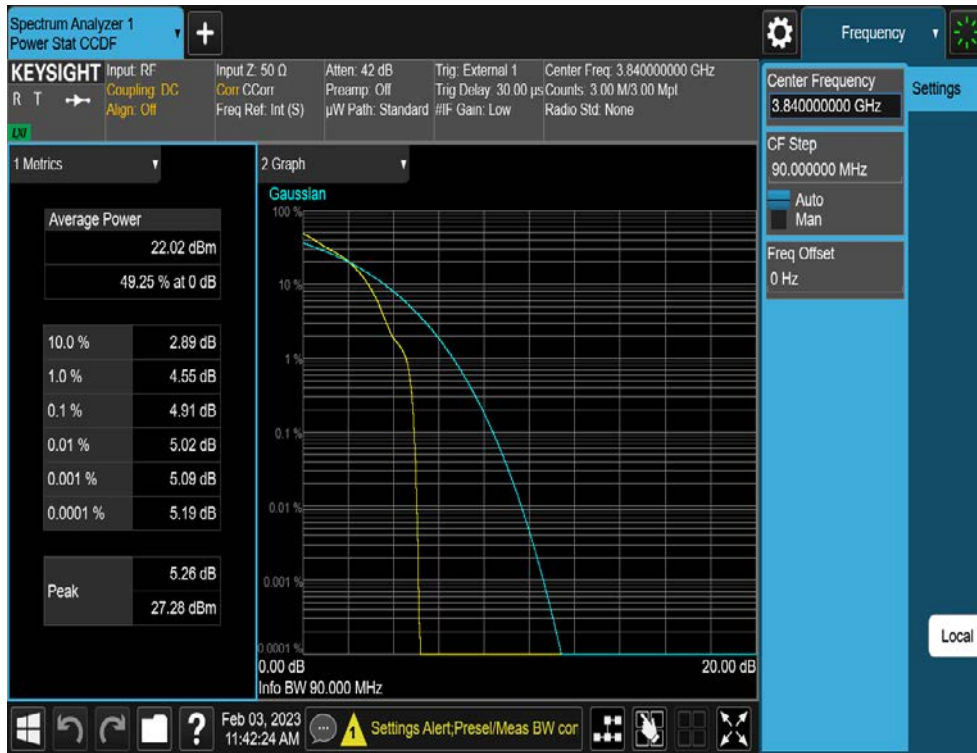 Spectrum Analyzer 1
Power Stat CCDF
+
Frequency
KEYSIGHT
R T
LXI
Input: RF
Coupling: DC
Align: Off
Input Z: 50 Ω
Corr CCorr
Freq Ref: Int (S)
Atten: 42 dB
Preamp: Off
µW Path: Standard
Trig: External 1
Trig Delay: 30.00 µs
#IF Gain: Low
Center Freq: 3.840000000 GHz
Counts: 3.00 M/3.00 Mpt
Radio Std: None
Center Frequency
3.840000000 GHz
Settings
CF Step
90.000000 MHz
Auto
Man
Freq Offset
0 Hz
Local
1 Metrics
Average Power
22.02 dBm
49.25 % at 0 dB
10.0 % 2.89 dB
1.0 % 4.55 dB
0.1 % 4.91 dB
0.01 % 5.02 dB
0.001 % 5.09 dB
0.0001 % 5.19 dB
Peak
5.26 dB
27.28 dBm
2 Graph
Gaussian
100 %
10 %
1 %
0.1 %
0.01 %
0.001 %
0.0001 %
0.00 dB 20.00 dB
Info BW 90.000 MHz
?
Feb 03, 2023
11:42:24 AM
1
Settings Alert;Presel/Meas BW cor